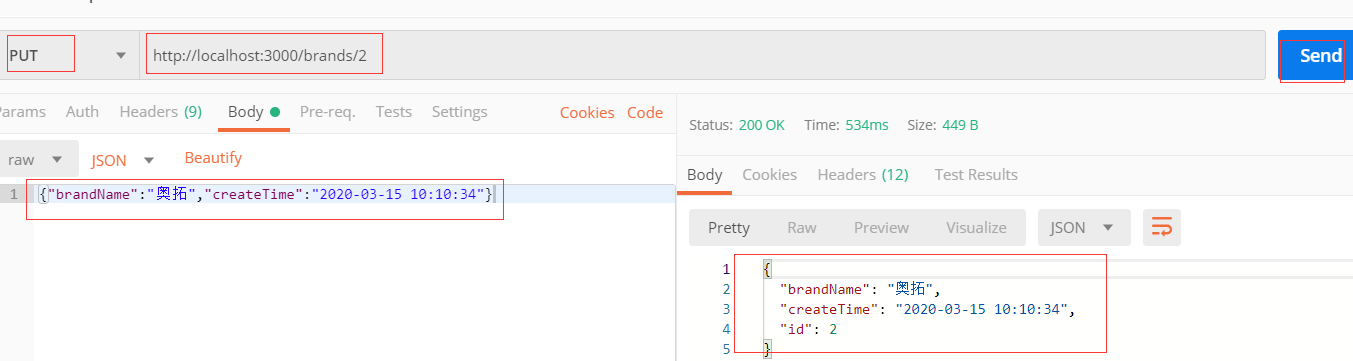 PUT
http://localhost:3000/brands/2
Send
Params Auth Headers (9) Body Pre-req. Tests Settings Cookies Code
raw JSON Beautify
1 {"brandName":"奥拓","createTime":"2020-03-15 10:10:34"}
Status: 200 OK Time: 534ms Size: 449 B
Body Cookies Headers (12) Test Results
Pretty Raw Preview Visualize JSON
1 {
2 "brandName": "奥拓",
3 "createTime": "2020-03-15 10:10:34",
4 "id": 2
5 }